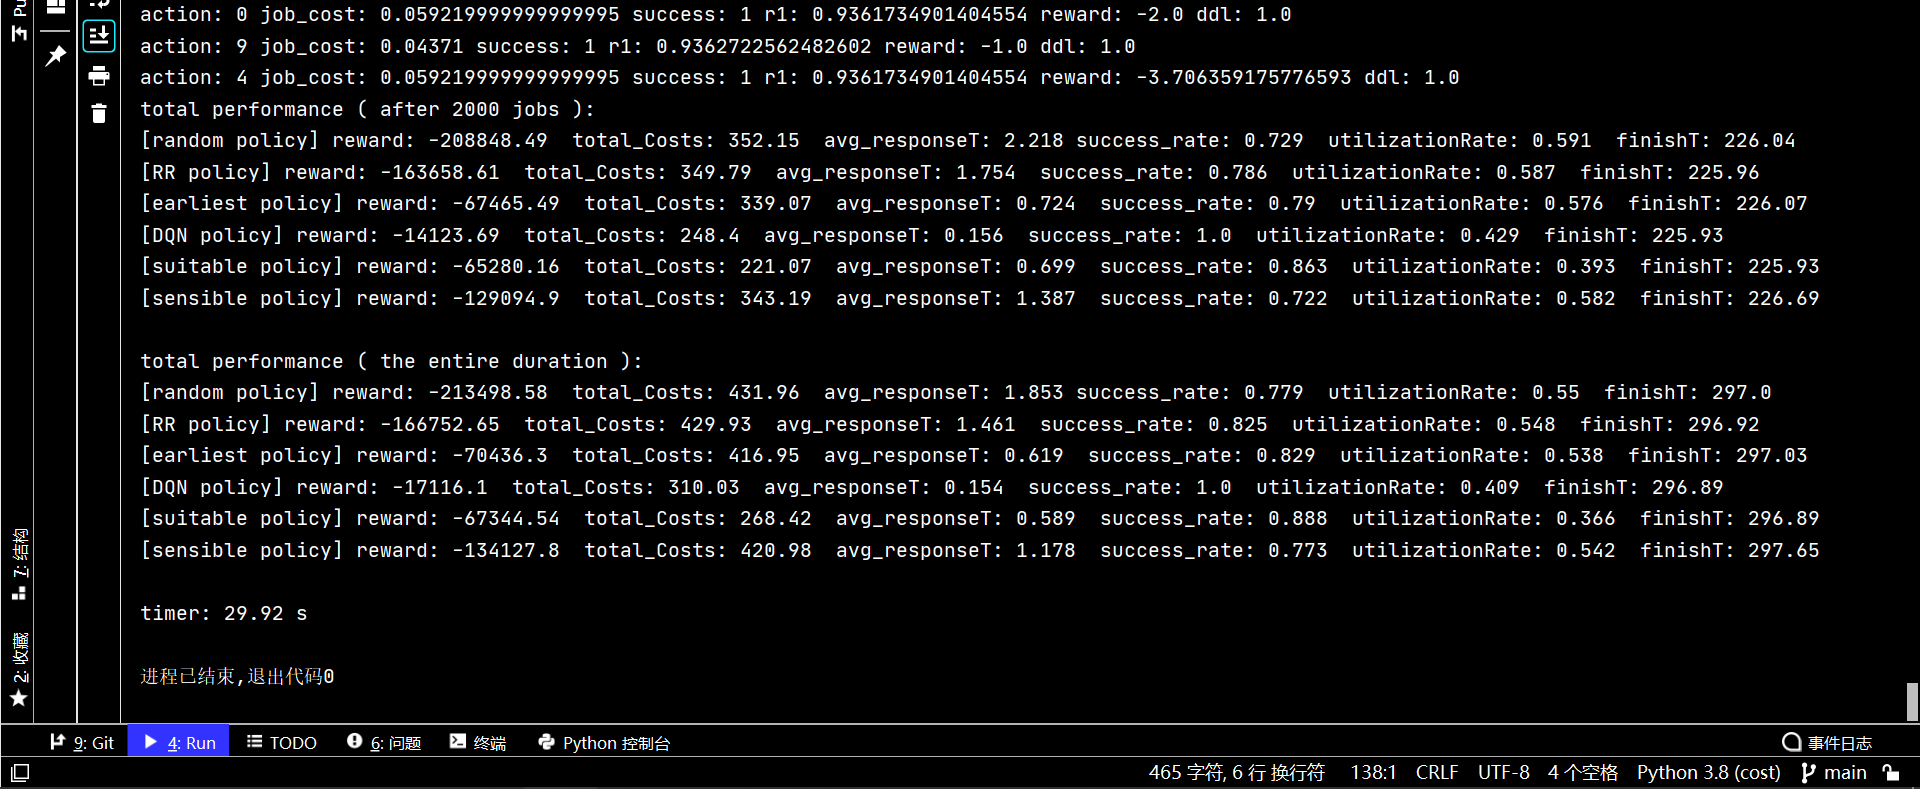 action: 0 job_cost: 0.059219999999999995 success: 1 r1: 0.9361734901404554 reward: -2.0 ddl: 1.0
action: 9 job_cost: 0.04371 success: 1 r1: 0.9362722562482602 reward: -1.0 ddl: 1.0
action: 4 job_cost: 0.059219999999999995 success: 1 r1: 0.9361734901404554 reward: -3.706359175776593 ddl: 1.0
total performance ( after 2000 jobs ):
[random policy] reward: -208848.49  total_Costs: 352.15  avg_responseT: 2.218 success_rate: 0.729  utilizationRate: 0.591  finishT: 226.04
[RR policy] reward: -163658.61  total_Costs: 349.79  avg_responseT: 1.754  success_rate: 0.786  utilizationRate: 0.587  finishT: 225.96
[earliest policy] reward: -67465.49  total_Costs: 339.07  avg_responseT: 0.724  success_rate: 0.79  utilizationRate: 0.576  finishT: 226.07
[DQN policy] reward: -14123.69  total_Costs: 248.4  avg_responseT: 0.156  success_rate: 1.0  utilizationRate: 0.429  finishT: 225.93
[suitable policy] reward: -65280.16  total_Costs: 221.07  avg_responseT: 0.699  success_rate: 0.863  utilizationRate: 0.393  finishT: 225.93
[sensible policy] reward: -129094.9  total_Costs: 343.19  avg_responseT: 1.387  success_rate: 0.722  utilizationRate: 0.582  finishT: 226.69
total performance ( the entire duration ):
[random policy] reward: -213498.58  total_Costs: 431.96  avg_responseT: 1.853 success_rate: 0.779  utilizationRate: 0.55  finishT: 297.0
[RR policy] reward: -166752.65  total_Costs: 429.93  avg_responseT: 1.461  success_rate: 0.825  utilizationRate: 0.548  finishT: 296.92
[earliest policy] reward: -70436.3  total_Costs: 416.95  avg_responseT: 0.619  success_rate: 0.829  utilizationRate: 0.538  finishT: 297.03
[DQN policy] reward: -17116.1  total_Costs: 310.03  avg_responseT: 0.154  success_rate: 1.0  utilizationRate: 0.409  finishT: 296.89
[suitable policy] reward: -67344.54  total_Costs: 268.42  avg_responseT: 0.589  success_rate: 0.888  utilizationRate: 0.366  finishT: 296.89
[sensible policy] reward: -134127.8  total_Costs: 420.98  avg_responseT: 1.178  success_rate: 0.773  utilizationRate: 0.542  finishT: 297.65
timer: 29.92 s
进程已结束,退出代码0
7: 结构
2: 收藏
9: Git 4: Run TODO 6: 问题 终端 Python 控制台 事件日志
465 字符, 6 行 换行符 138:1 CRLF UTF-8 4 个空格 Python 3.8 (cost) main